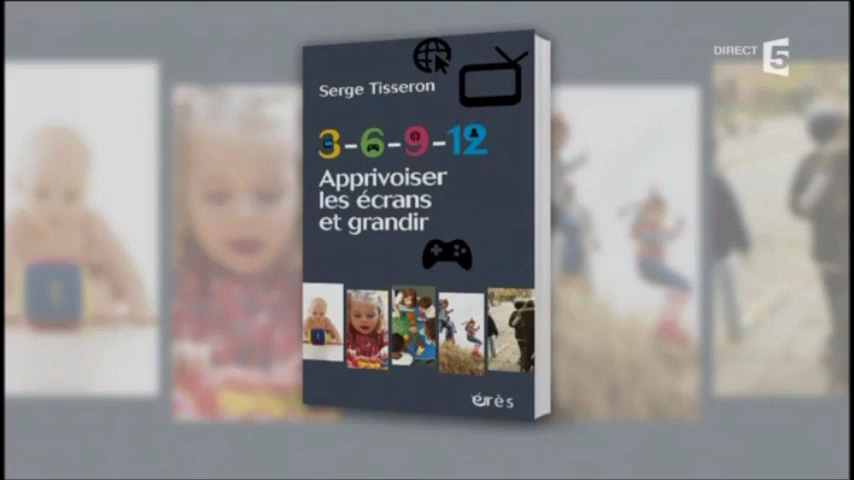 DIRECT 5
Serge Tisseron
3-6-9-12
Apprivoiser
les écrans
et grandir
érès